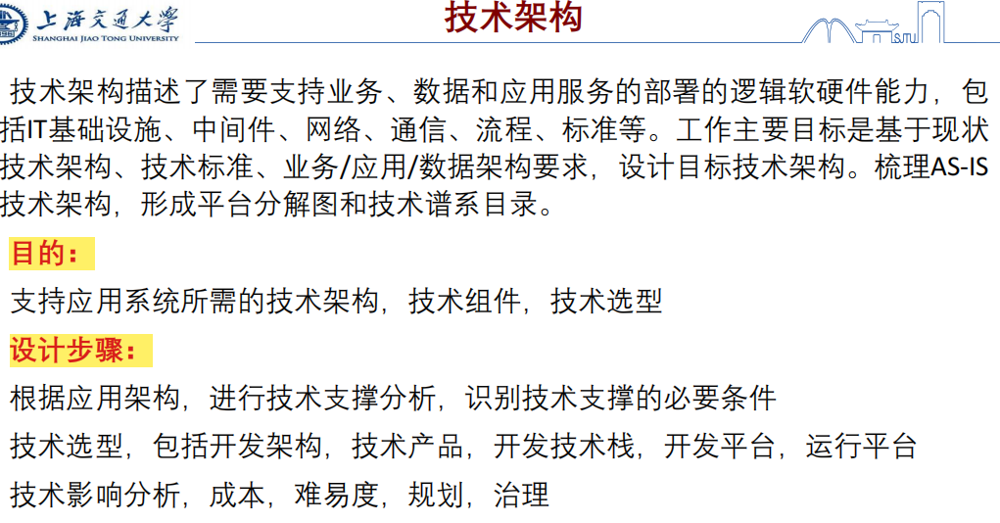 上海交通大學
SHANGHAI JIAO TONG UNIVERSITY
技术架构
SJTU
技术架构描述了需要支持业务、数据和应用服务的部署的逻辑软硬件能力，包
括IT基础设施、中间件、网络、通信、流程、标准等。工作主要目标是基于现状
技术架构、技术标准、业务/应用/数据架构要求，设计目标技术架构。梳理AS-IS
技术架构，形成平台分解图和技术谱系目录。
目的：
支持应用系统所需的技术架构，技术组件，技术选型
设计步骤：
根据应用架构，进行技术支撑分析，识别技术支撑的必要条件
技术选型，包括开发架构，技术产品，开发技术栈，开发平台，运行平台
技术影响分析，成本，难易度，规划，治理